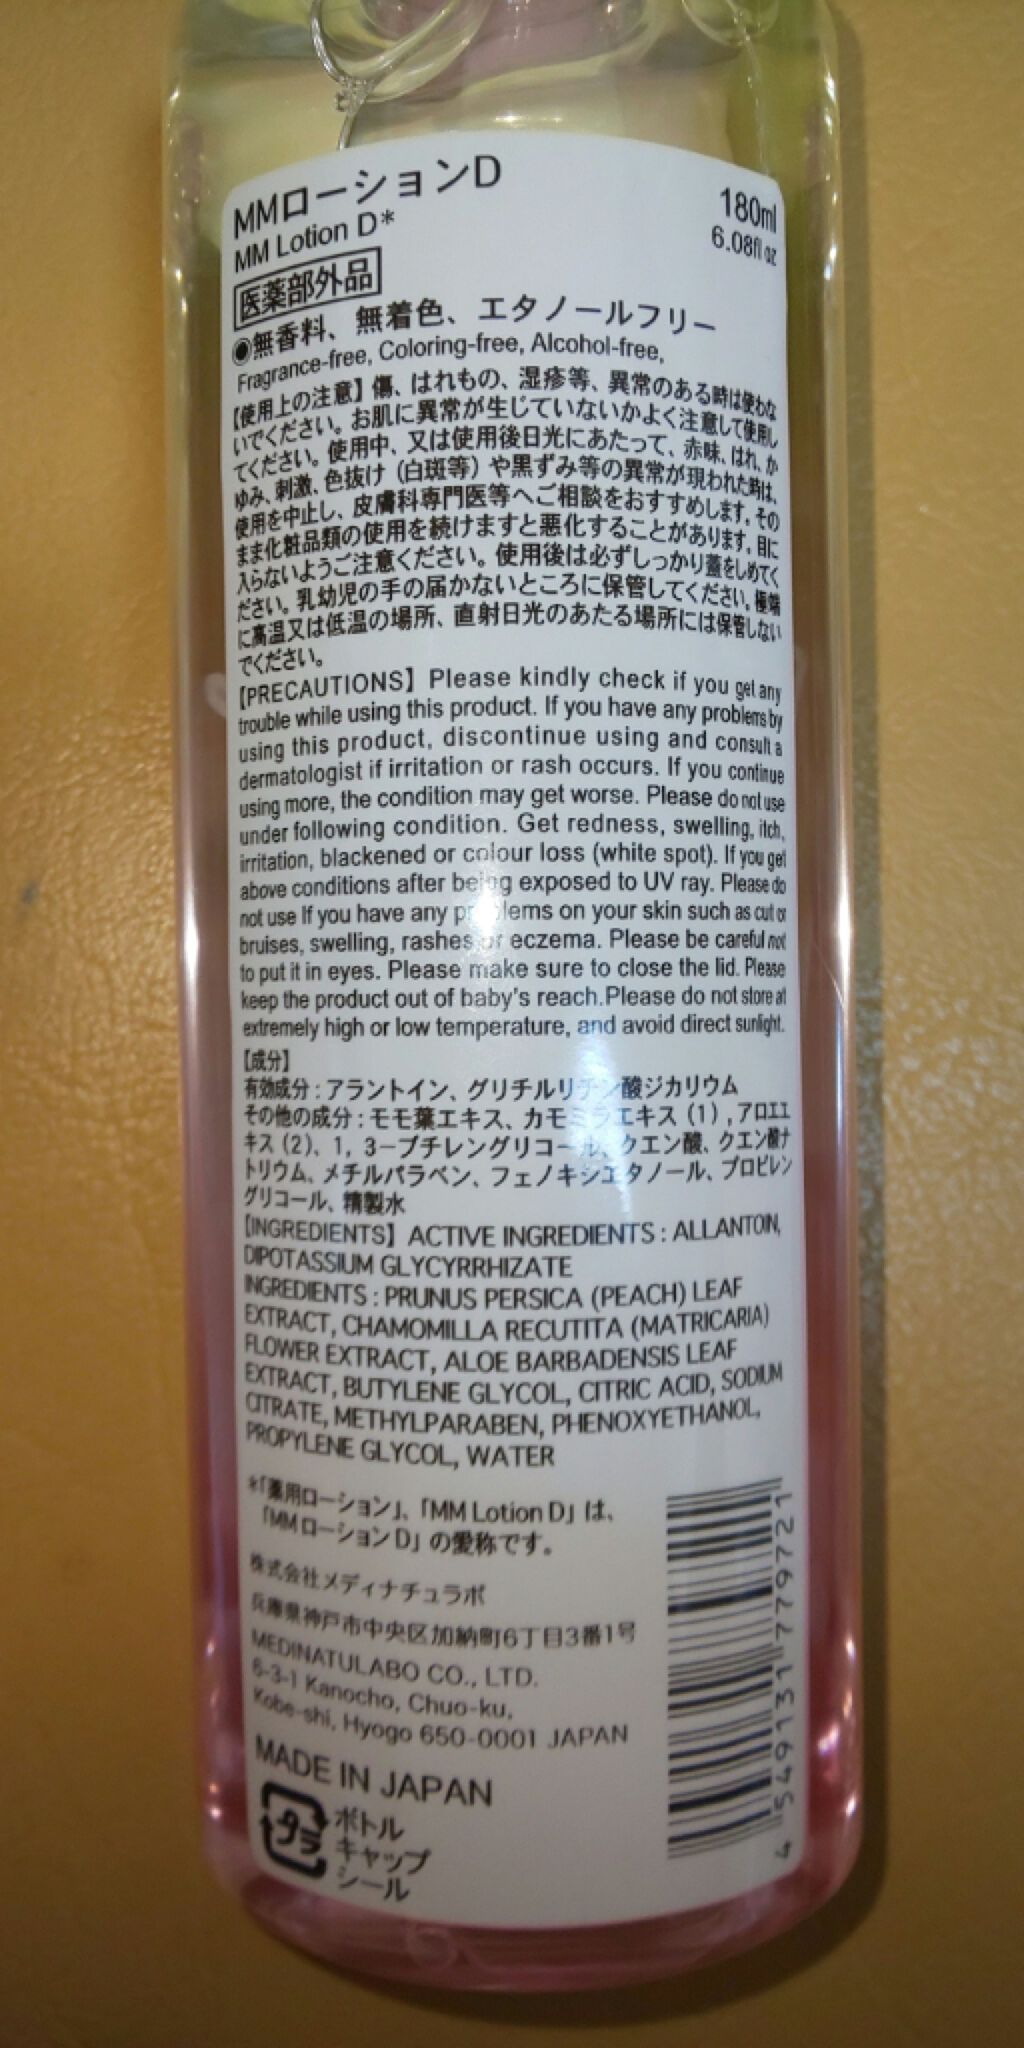 MMローションD
MM Lotion D*
180ml
6.08fl oz
医薬部外品
◉無香料、無着色、エタノールフリー
Fragrance-free, Coloring-free, Alcohol-free,
【使用上の注意】傷、はれもの、湿疹等、異常のある時は使わな
いでください。お肌に異常が生じていないかよく注意して使用し
てください。使用中、又は使用後日光にあたって、赤味、はれ、か
ゆみ、刺激、色抜け（白斑等）や黒ずみ等の異常が現われた時は、
使用を中止し、皮膚科専門医等へご相談をおすすめします。その
まま化粧品類の使用を続けますと悪化することがあります。目に
入らないようご注意ください。使用後は必ずしっかり蓋をしめてく
ださい。乳幼児の手の届かないところに保管してください。極端
に高温又は低温の場所、直射日光のあたる場所には保管しない
でください。
【PRECAUTIONS】Please kindly check if you get any
trouble while using this product. If you have any problems by
using this product, discontinue using and consult a
dermatologist if irritation or rash occurs. If you continue
using more, the condition may get worse. Please do not use
under following condition. Get redness, swelling, itch,
irritation, blackened or colour loss (white spot). If you get
above conditions after being exposed to UV ray. Please do
not use If you have any problems on your skin such as cut or
bruises, swelling, rashes or eczema. Please be careful not
to put it in eyes. Please make sure to close the lid. Please
keep the product out of baby's reach.Please do not store at
extremely high or low temperature, and avoid direct sunlight.
【成分】
有効成分：アラントイン、グリチルリチン酸ジカリウム
その他の成分：モモ葉エキス、カモミラエキス（1）,アロエエ
キス（2）、1，3－ブチレングリコール、クエン酸、クエン酸ナ
トリウム、メチルパラベン、フェノキシエタノール、プロピレン
グリコール、精製水
【INGREDIENTS】ACTIVE INGREDIENTS : ALLANTOIN,
DIPOTASSIUM GLYCYRRHIZATE
INGREDIENTS : PRUNUS PERSICA (PEACH) LEAF
EXTRACT, CHAMOMILLA RECUTITA (MATRICARIA)
FLOWER EXTRACT, ALOE BARBADENSIS LEAF
EXTRACT, BUTYLENE GLYCOL, CITRIC ACID, SODIUM
CITRATE, METHYLPARABEN, PHENOXYETHANOL,
PROPYLENE GLYCOL, WATER
*「薬用ローション」、「MM Lotion D」は、
「MMローションD」の愛称です。
株式会社メディナチュラボ
兵庫県神戸市中央区加納町6丁目3番1号
MEDINATULABO CO., LTD.
6-3-1 Kanocho, Chuo-ku,
Kobe-shi, Hyogo 650-0001 JAPAN
MADE IN JAPAN
プラ
ボトル
キャップ
シール
4 549131 779721